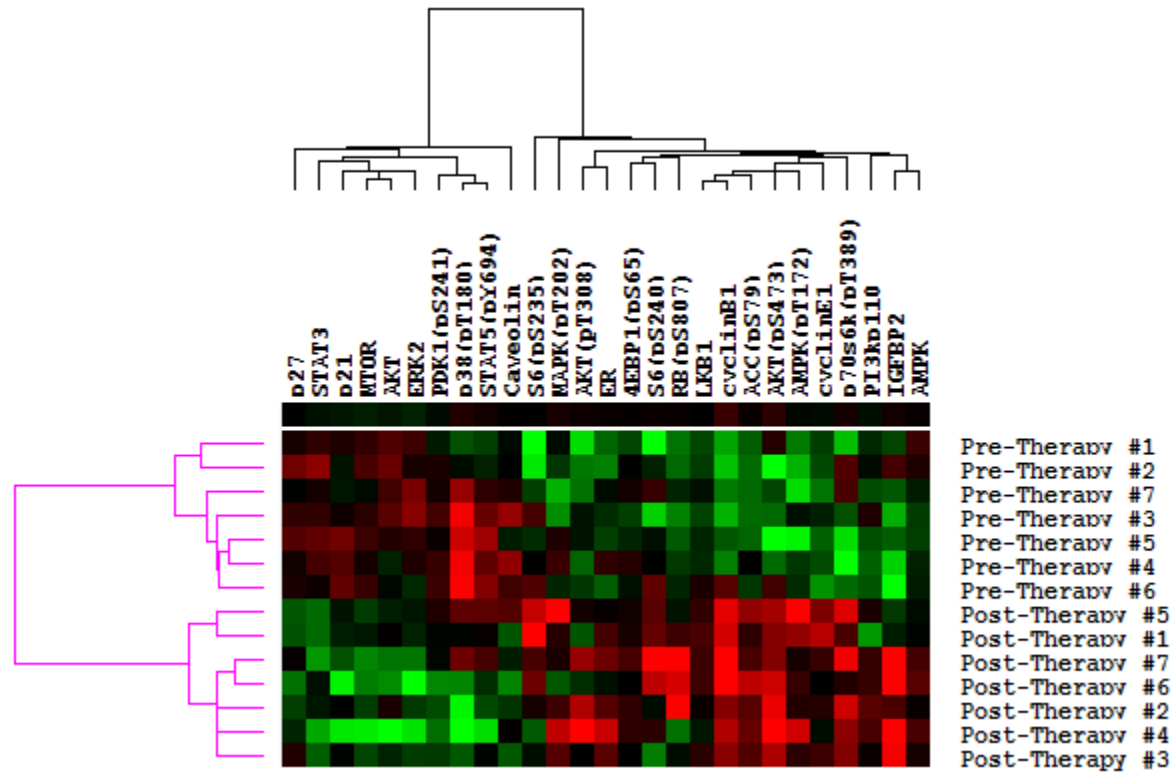 p27
STAT3
p21
MTOR
AKT
ERK2
PDK1(pS241)
p38(pT180)
STAT5(pY694)
Caveolin
S6(pS235)
MAPK(pT202)
AKT(pT308)
ER
4EBP1(pS65)
S6(pS240)
RB(pS807)
LKB1
cyclinB1
ACC(pS79)
AKT(pS473)
AMPK(pT172)
cyclinE1
p70s6k(pT389)
PI3kp110
IGFBP2
AMPK
Pre-Therapy #1
Pre-Therapy #2
Pre-Therapy #7
Pre-Therapy #3
Pre-Therapy #5
Pre-Therapy #4
Pre-Therapy #6
Post-Therapy #5
Post-Therapy #1
Post-Therapy #7
Post-Therapy #6
Post-Therapy #2
Post-Therapy #4
Post-Therapy #3